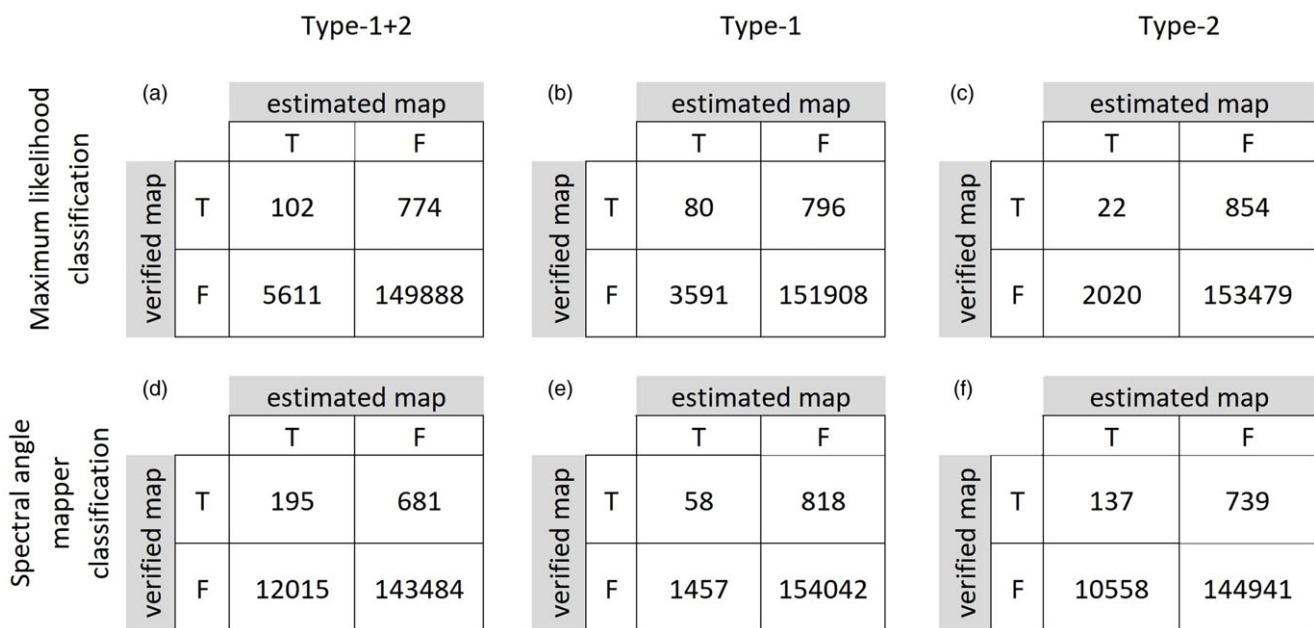 Type-1+2 Type-1 Type-2
Maximum likelihood
classification
(a)
estimated map
T F
verified map
T 102 774
F 5611 149888
(b)
estimated map
T F
verified map
T 80 796
F 3591 151908
(c)
estimated map
T F
verified map
T 22 854
F 2020 153479
Spectral angle
mapper
classification
(d)
estimated map
T F
verified map
T 195 681
F 12015 143484
(e)
estimated map
T F
verified map
T 58 818
F 1457 154042
(f)
estimated map
T F
verified map
T 137 739
F 10558 144941